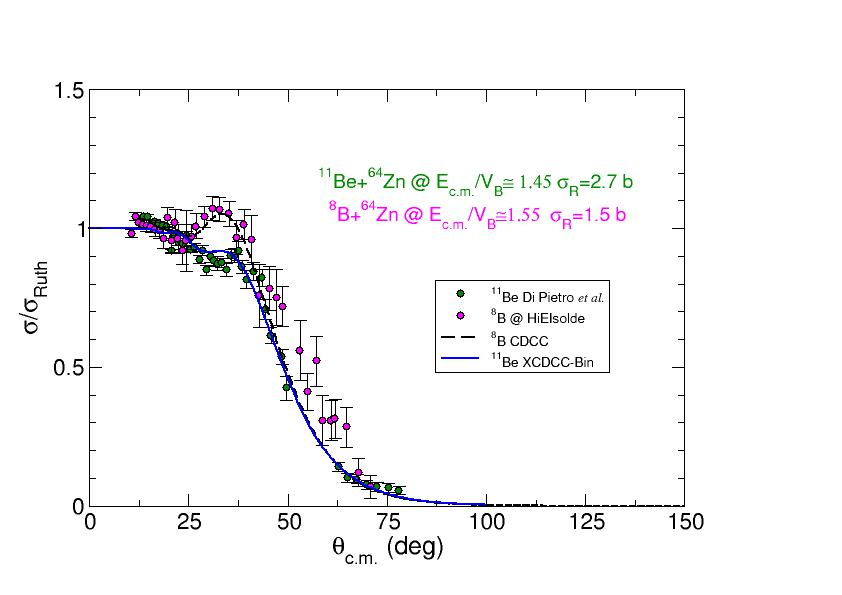 1.5
1
0.5
0
0
25
50
75
100
125
150
σ/σRuth
θc.m. (deg)
11Be+64Zn @ Ec.m./VB≅ 1.45 σR=2.7 b
8B+64Zn @ Ec.m./VB≅1.55 σR=1.5 b
11Be Di Pietro et al.
8B @ HiEIsolde
8B CDCC
11Be XCDCC-Bin